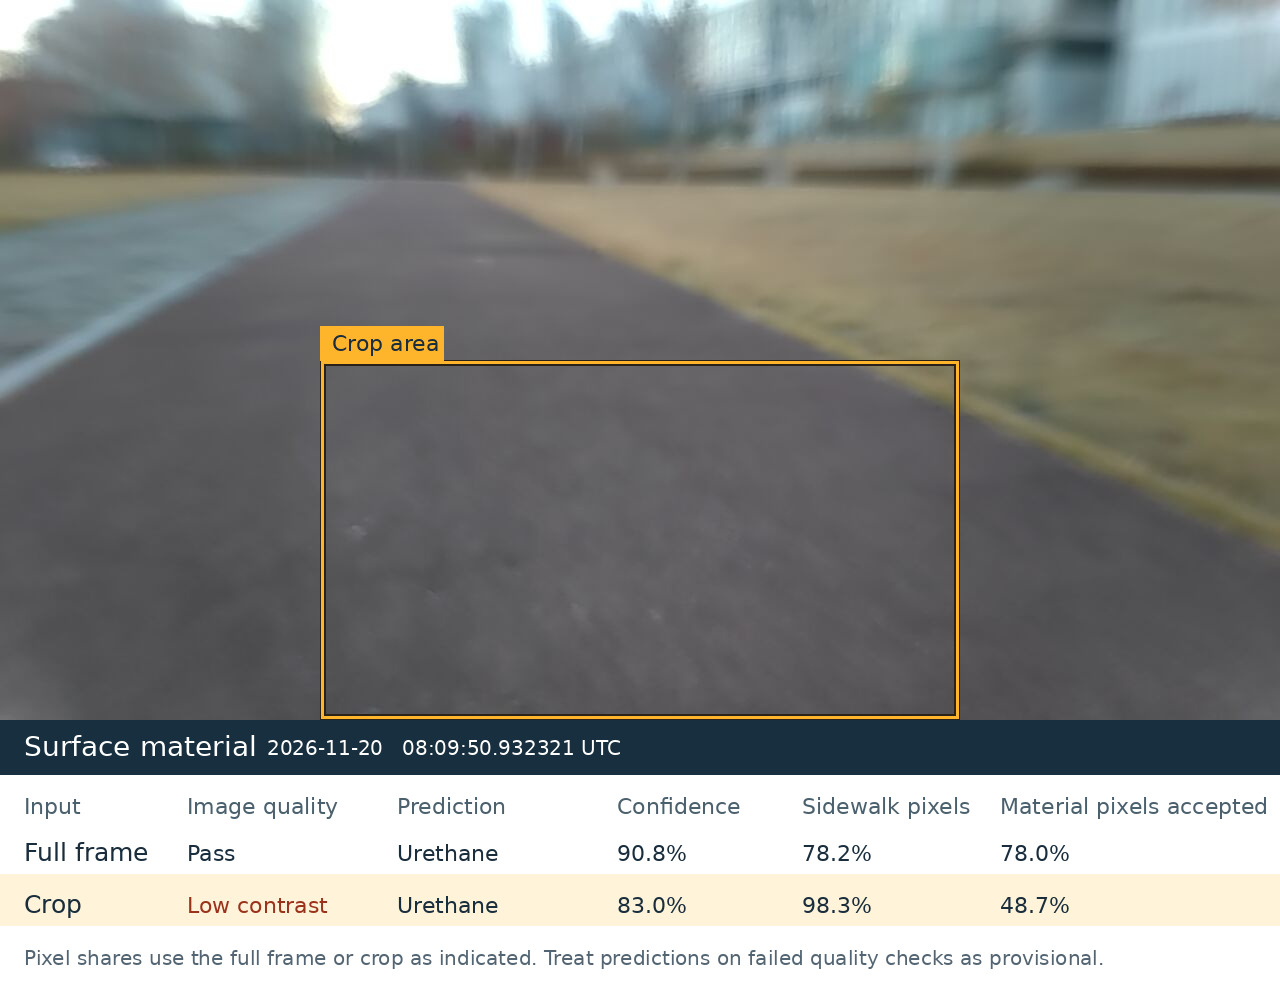 Crop area
Surface material 2026-11-20 08:09:50.932321 UTC
Input Image quality Prediction Confidence Sidewalk pixels Material pixels accepted
Full frame Pass Urethane 90.8% 78.2% 78.0%
Crop Low contrast Urethane 83.0% 98.3% 48.7%
Pixel shares use the full frame or crop as indicated. Treat predictions on failed quality checks as provisional.